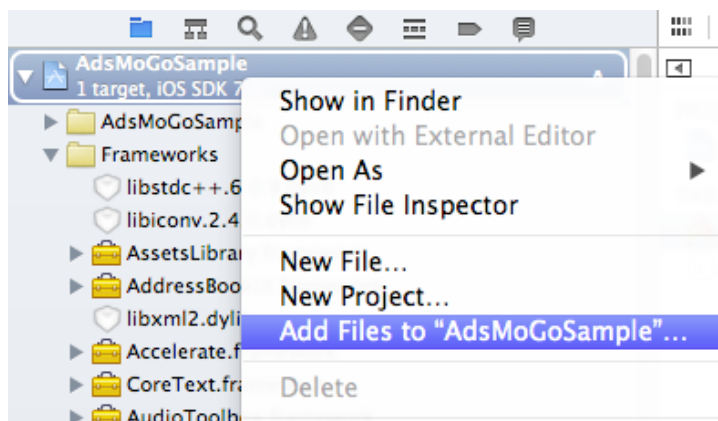 AdsMoGoSample
1 target, iOS SDK 7
Show in Finder
AdsMoGoSamp
Open with External Editor
Frameworks
Open As
libstdc++.6
Show File Inspector
libiconv.2.4
AssetsLibra
New File...
AddressBoo
New Project...
libxml2.dyli
Add Files to “AdsMoGoSample”...
Accelerate.f
CoreText.fra
Delete
AudioToolb